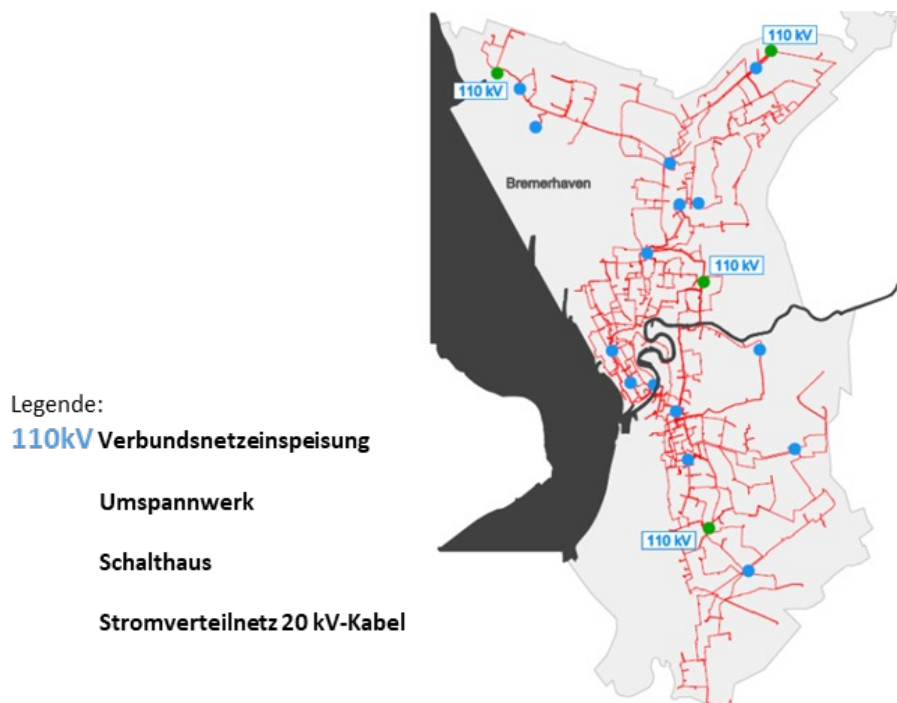 110 kV
110 kV
Bremerhaven
110 kV
Legende:
110kV Verbundsnetzeinspeisung
Umspannwerk
Schalthaus
110 kV
Stromverteilnetz 20 kV-Kabel